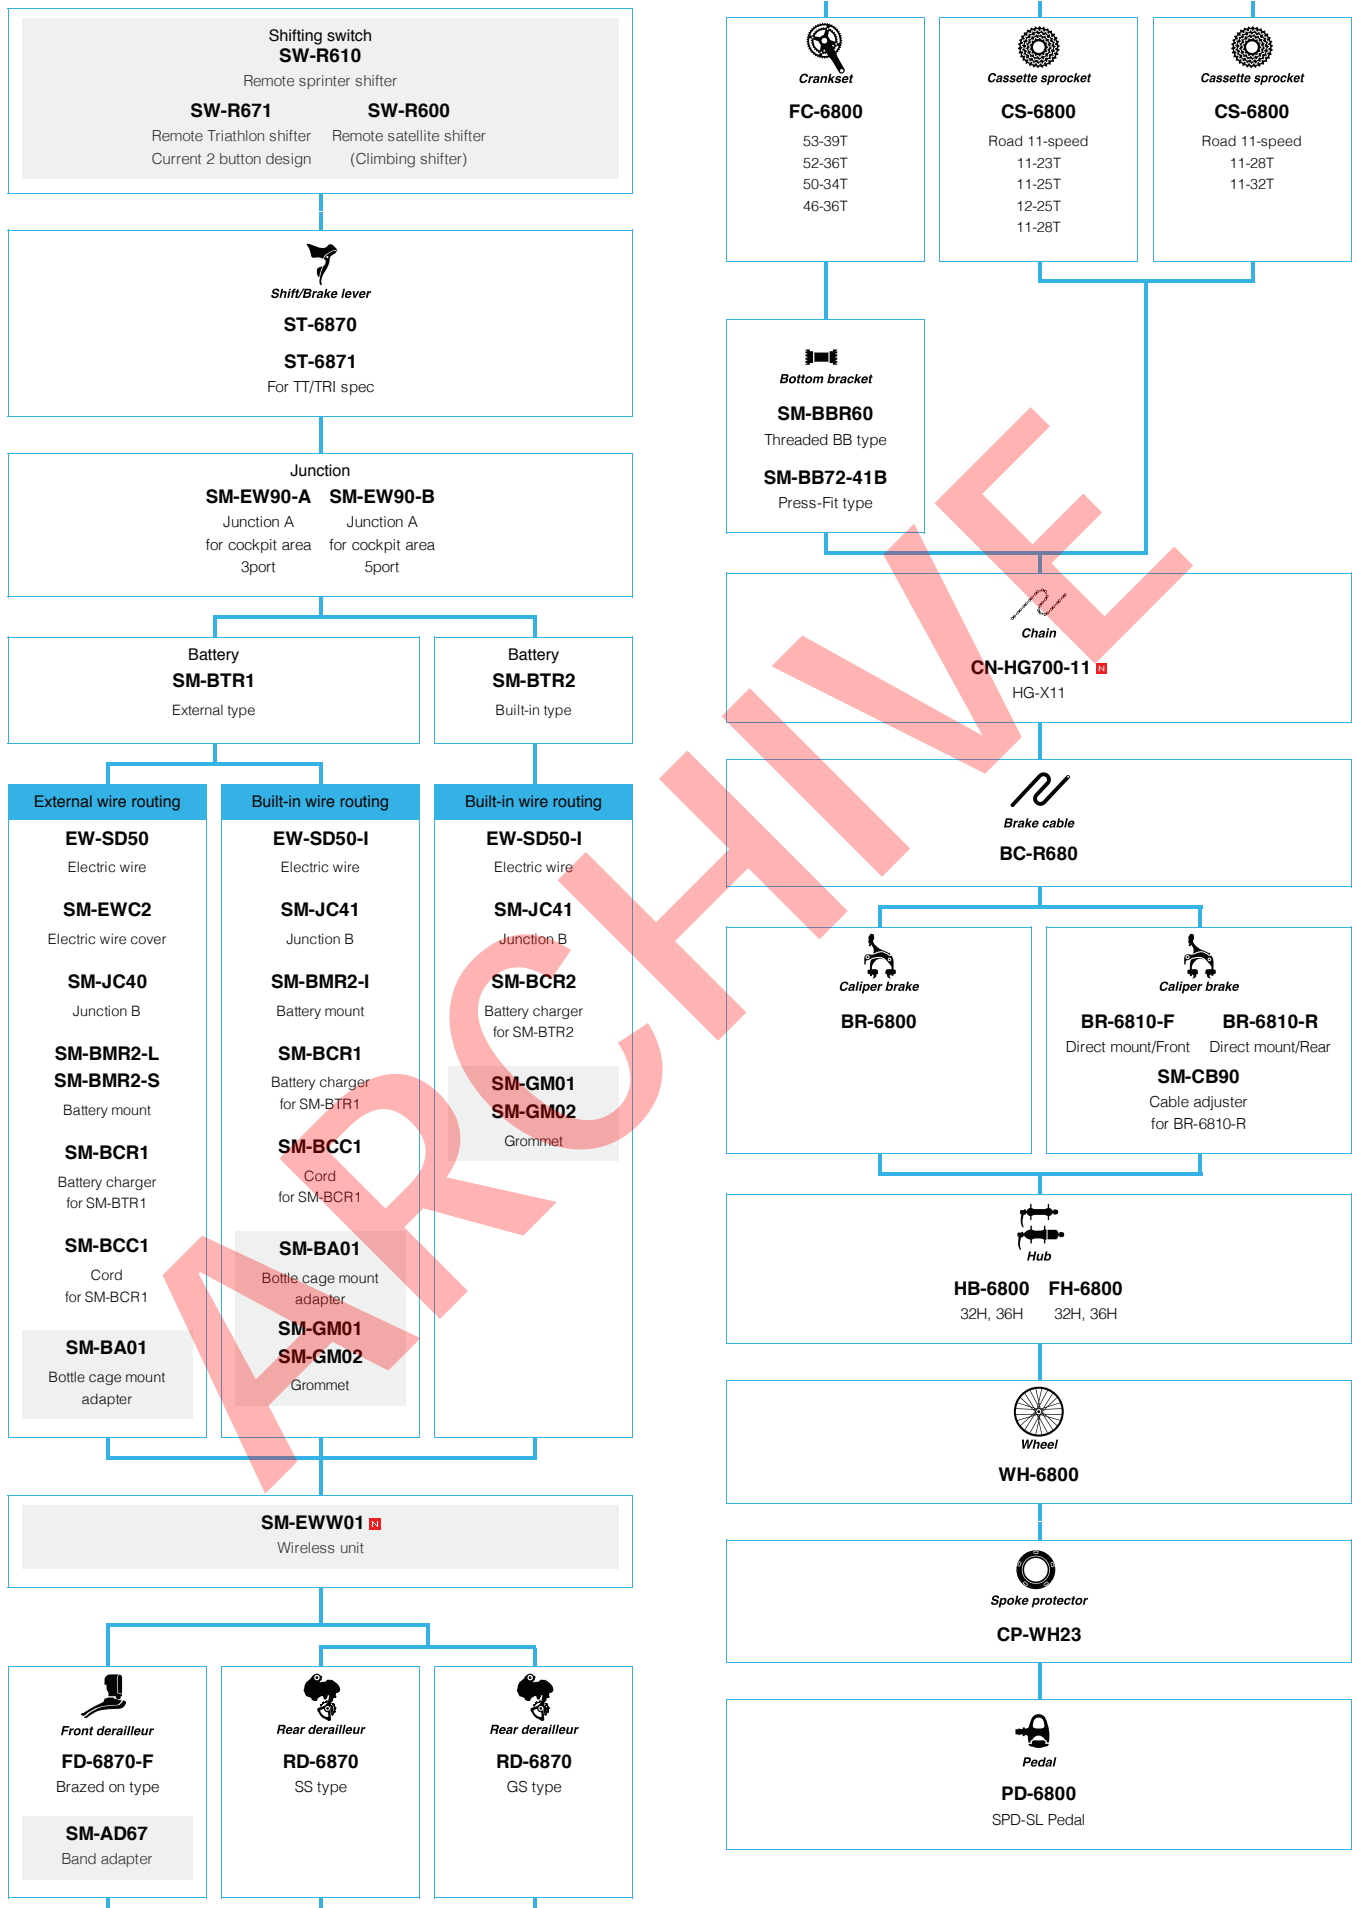 Shifting switch
SW-R610
Remote sprinter shifter
SW-R671 SW-R600
Remote Triathlon shifter Remote satellite shifter
Current 2 button design (Climbing shifter)
Shift/Brake lever
ST-6870
ST-6871
For TT/TRI spec
Junction
SM-EW90-A SM-EW90-B
Junction A Junction A
for cockpit area for cockpit area
3port 5port
Battery
SM-BTR1
External type
Battery
SM-BTR2
Built-in type
External wire routing
EW-SD50
Electric wire
SM-EWC2
Electric wire cover
SM-JC40
Junction B
SM-BMR2-L
SM-BMR2-S
Battery mount
SM-BCR1
Battery charger
for SM-BTR1
SM-BCC1
Cord
for SM-BCR1
SM-BA01
Bottle cage mount
adapter
Built-in wire routing
EW-SD50-I
Electric wire
SM-JC41
Junction B
SM-BMR2-I
Battery mount
SM-BCR1
Battery charger
for SM-BTR1
SM-BCC1
Cord
for SM-BCR1
SM-BA01
Bottle cage mount
adapter
SM-GM01
SM-GM02
Grommet
Built-in wire routing
EW-SD50-I
Electric wire
SM-JC41
Junction B
SM-BCR2
Battery charger
for SM-BTR2
SM-GM01
SM-GM02
Grommet
SM-EWW01 N
Wireless unit
Front derailleur
FD-6870-F
Brazed on type
SM-AD67
Band adapter
Rear derailleur
RD-6870
SS type
Rear derailleur
RD-6870
GS type
Crankset
FC-6800
53-39T
52-36T
50-34T
46-36T
Cassette sprocket
CS-6800
Road 11-speed
11-23T
11-25T
12-25T
11-28T
Cassette sprocket
CS-6800
Road 11-speed
11-28T
11-32T
Bottom bracket
SM-BBR60
Threaded BB type
SM-BB72-41B
Press-Fit type
Chain
CN-HG700-11 N
HG-X11
Brake cable
BC-R680
Caliper brake
BR-6800
Caliper brake
BR-6810-F BR-6810-R
Direct mount/Front Direct mount/Rear
SM-CB90
Cable adjuster
for BR-6810-R
Hub
HB-6800 FH-6800
32H, 36H 32H, 36H
Wheel
WH-6800
Spoke protector
CP-WH23
Pedal
PD-6800
SPD-SL Pedal
ARCHIVE